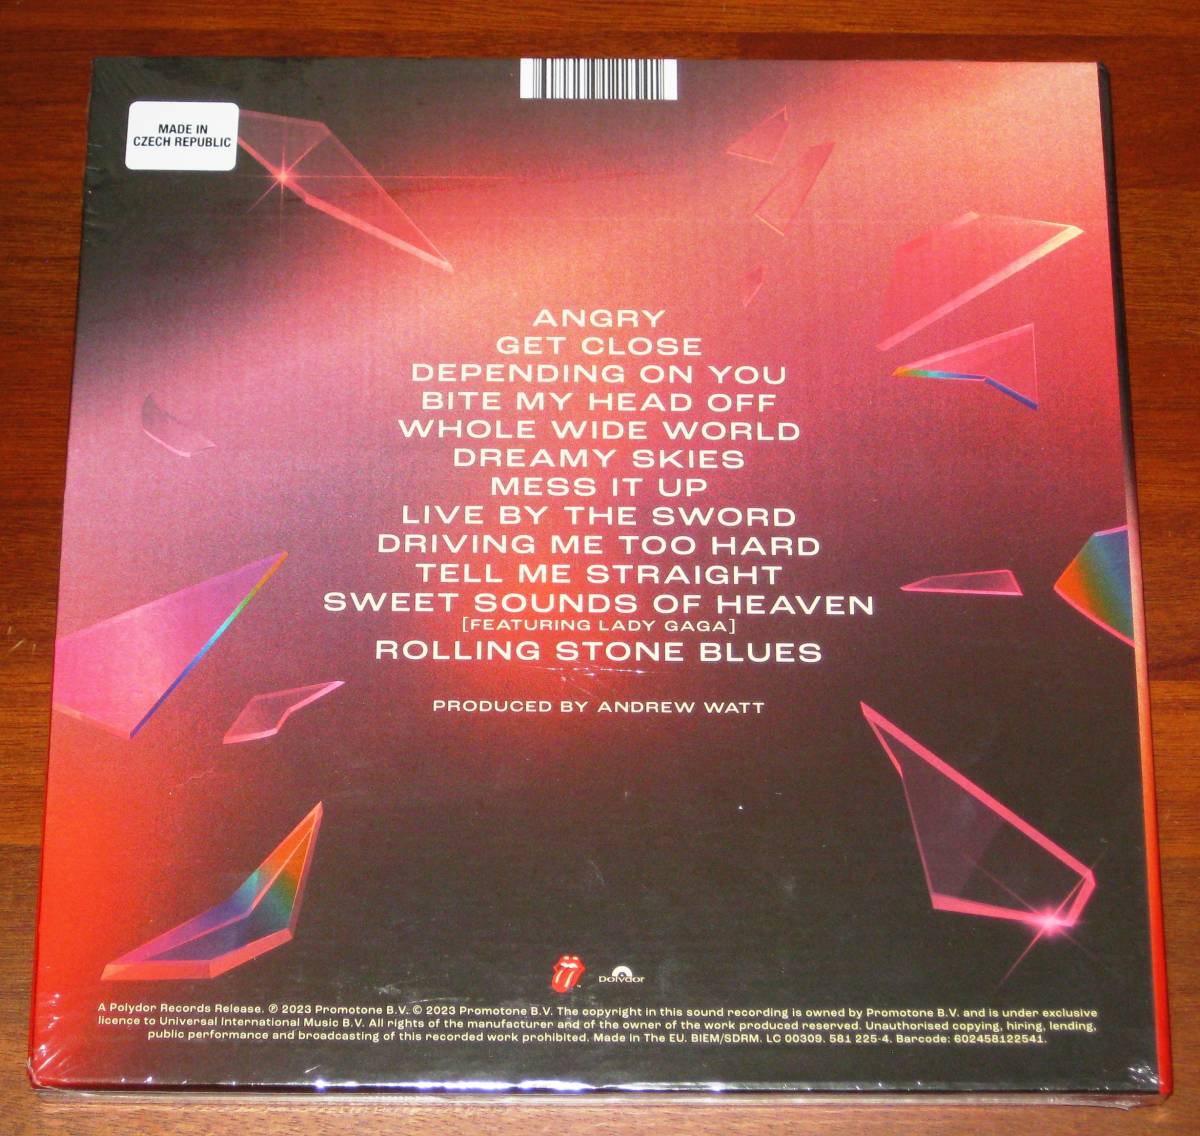 MADE IN
CZECH REPUBLIC
ANGRY
GET CLOSE
DEPENDING ON YOU
BITE MY HEAD OFF
WHOLE WIDE WORLD
DREAMY SKIES
MESS IT UP
LIVE BY THE SWORD
DRIVING ME TOO HARD
TELL ME STRAIGHT
SWEET SOUNDS OF HEAVEN
[FEATURING LADY GAGA]
ROLLING STONE BLUES
PRODUCED BY ANDREW WATT
Polydor
A Polydor Records Release. ℗ 2023 Promotone B.V. © 2023 Promotone B.V. The copyright in this sound recording is owned by Promotone B.V. and is under exclusive
licence to Universal International Music B.V. All rights of the manufacturer and of the owner of the work produced reserved. Unauthorised copying, hiring, lending,
public performance and broadcasting of this recorded work prohibited. Made in The EU. BIEM/SDRM. LC 00309. 581 225-4. Barcode: 602458122541.